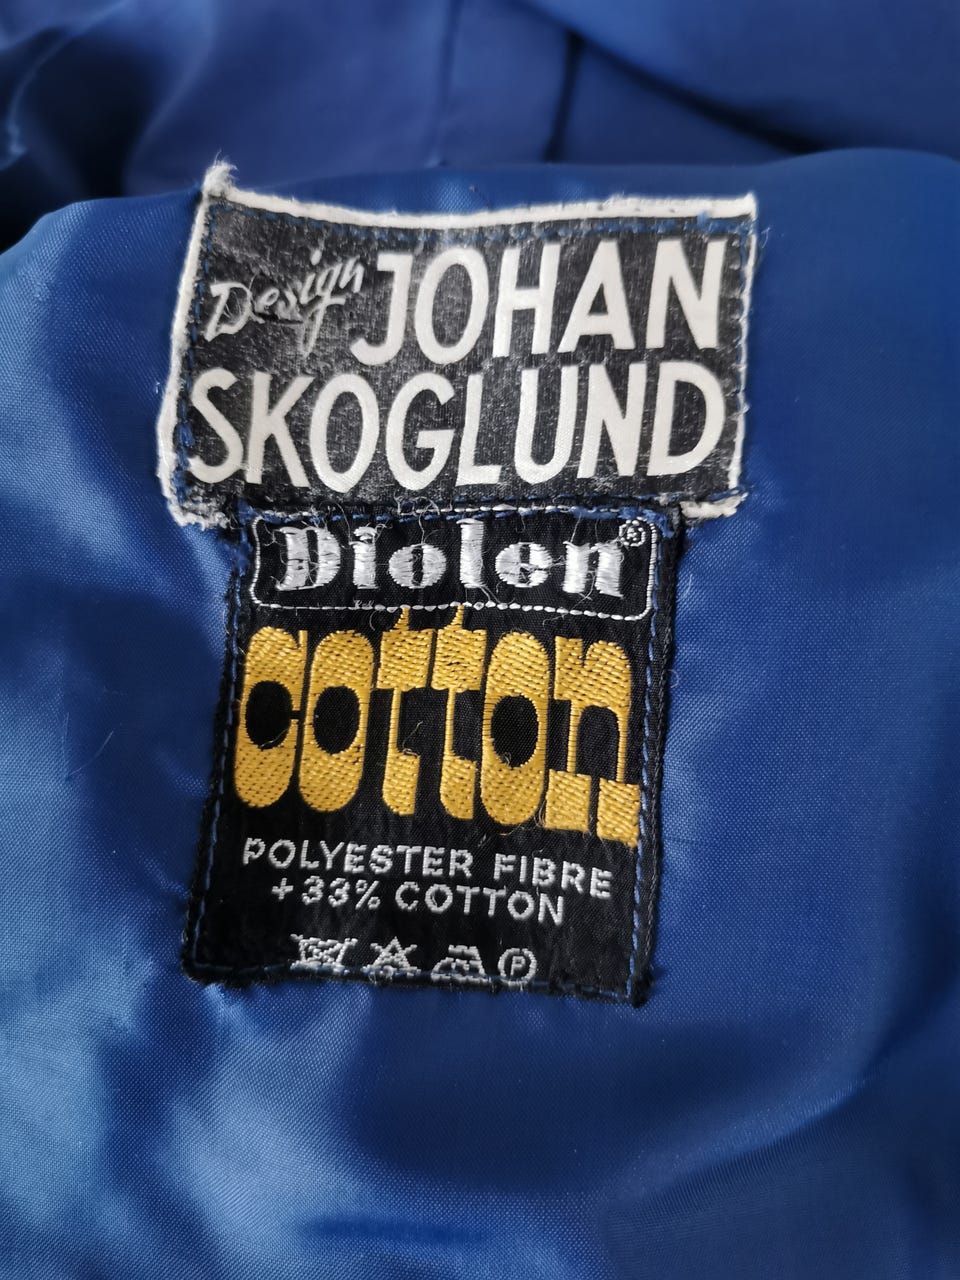 Design JOHAN
SKOGLUND
Diolen®
cotton
POLYESTER FIBRE
+33% COTTON
P